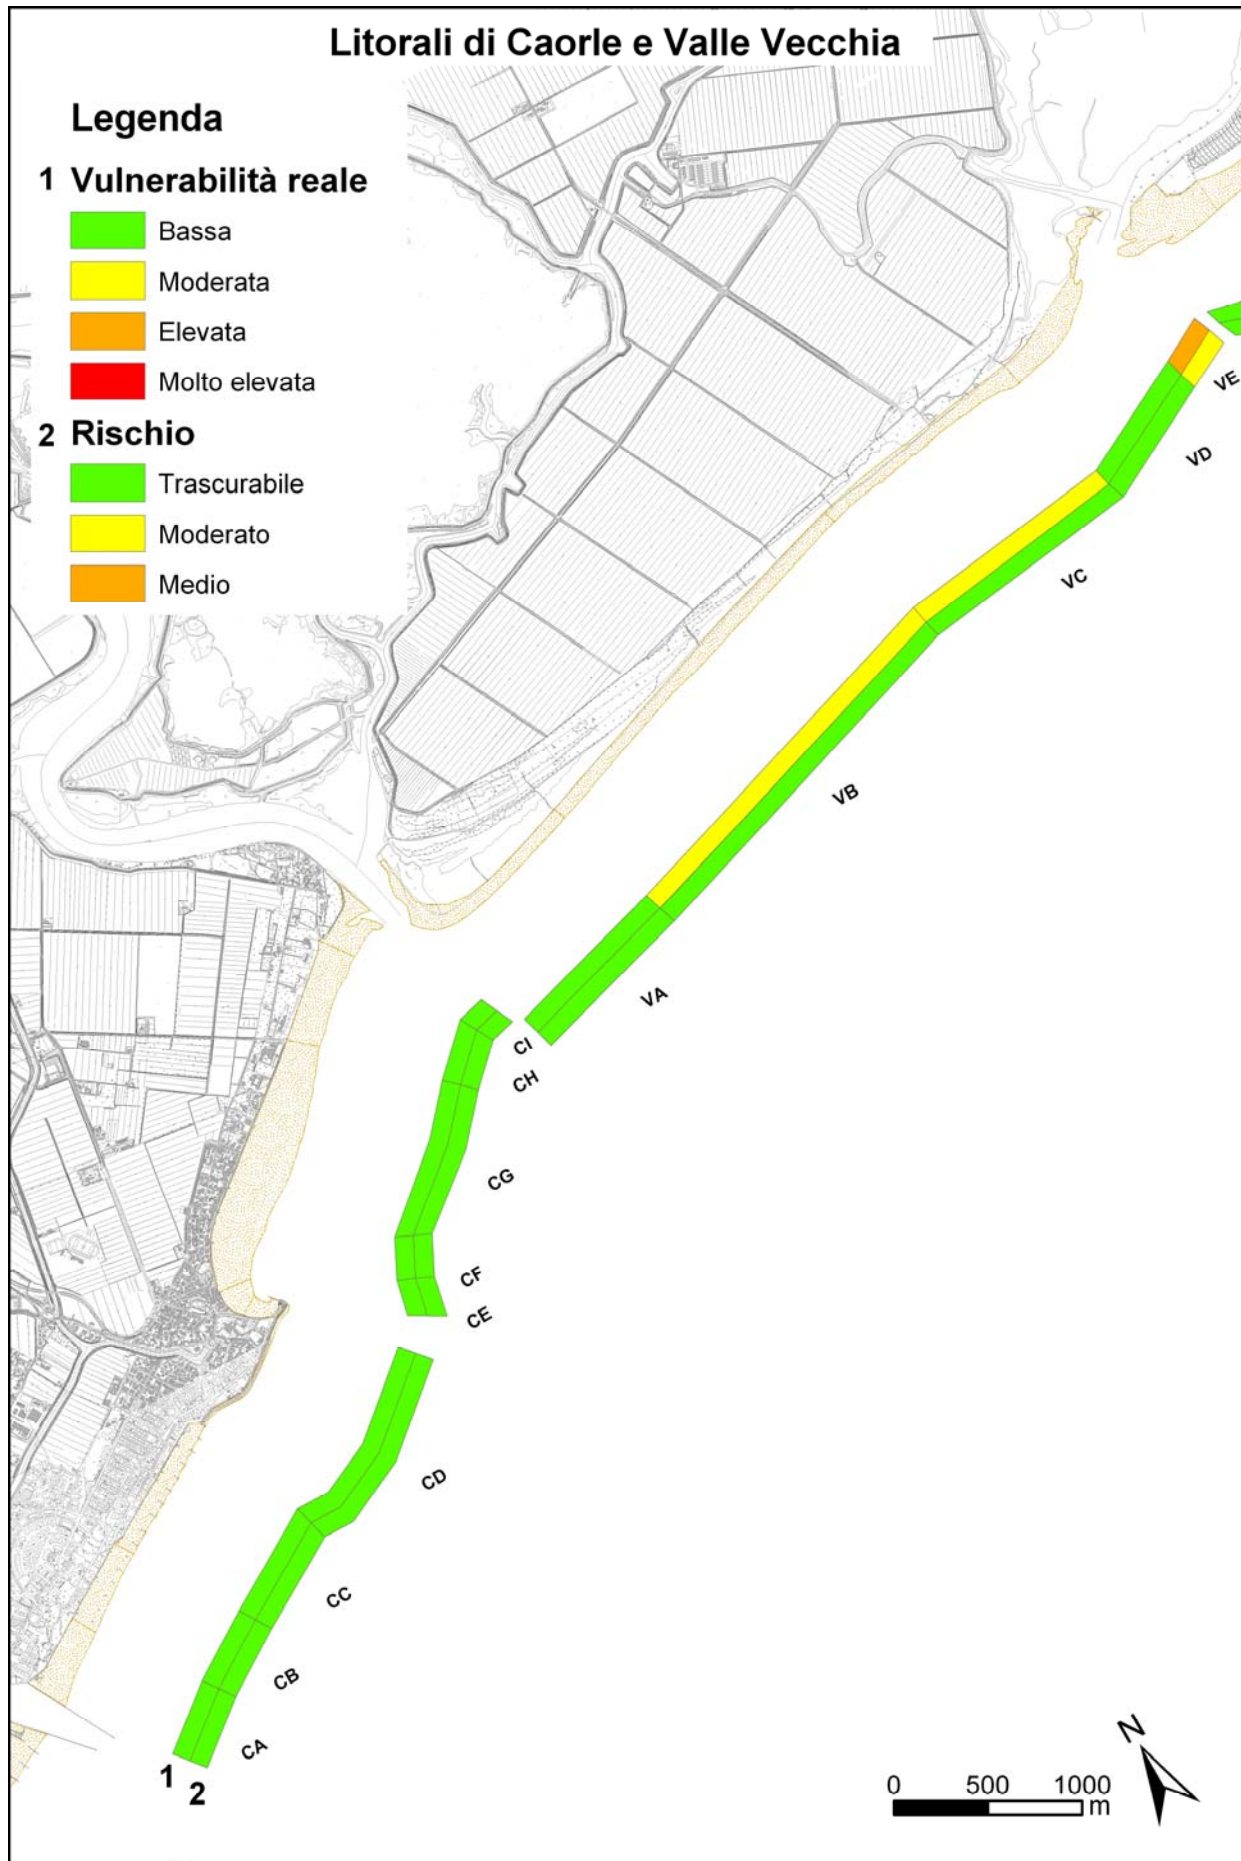 Litorali di Caorle e Valle Vecchia
Legenda
1 Vulnerabilità reale
Bassa
Moderata
Elevata
Molto elevata
2 Rischio
Trascurabile
Moderato
Medio
VE
VD
VC
VB
VA
CI
CH
CG
CF
CE
CD
CC
CB
CA
1
2
N
0 500 1000
m